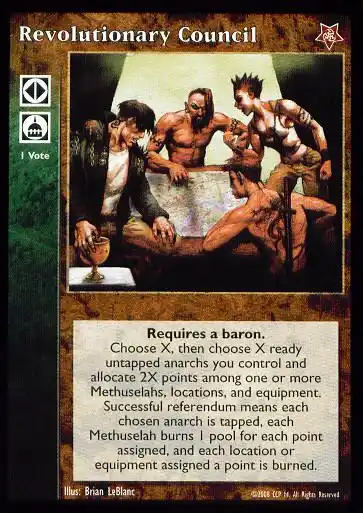 Revolutionary Council
1 Vote
Requires a baron.
Choose X, then choose X ready
untapped anarchs you control and
allocate 2X points among one or more
Methuselahs, locations, and equipment.
Successful referendum means each
chosen anarch is tapped, each
Methuselah burns 1 pool for each point
assigned, and each location or
equipment assigned a point is burned.
Illus: Brian LeBlanc
©2008 CCP hf. All Rights Reserved